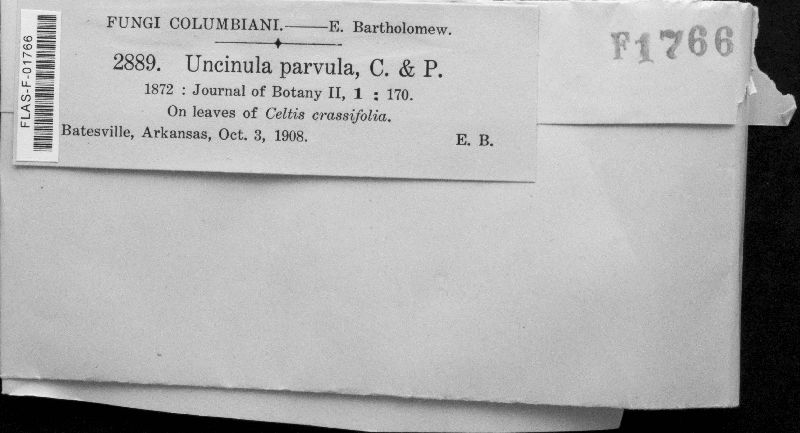 FUNGI COLUMBIANI.——E. Bartholomew.
2889. Uncinula parvula, C. & P.
1872 : Journal of Botany II, 1 : 170.
On leaves of Celtis crassifolia.
Batesville, Arkansas, Oct. 3, 1908.
E. B.
FLAS-F-01766
F1766